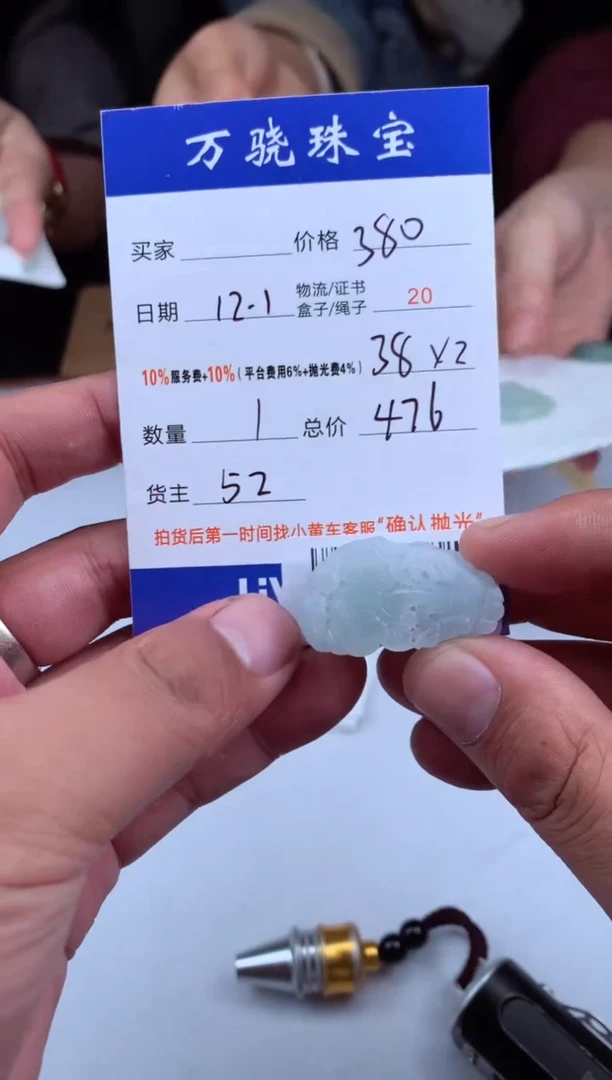 万骁珠宝
买家 价格 380
日期 12-1 物流/证书 盒子/绳子 20
10%服务费+10%(平台费用6%+抛光费4%) 38 x2
数量 1 总价 476
货主 52
拍货后第一时间找小黄车客服“确认抛光”